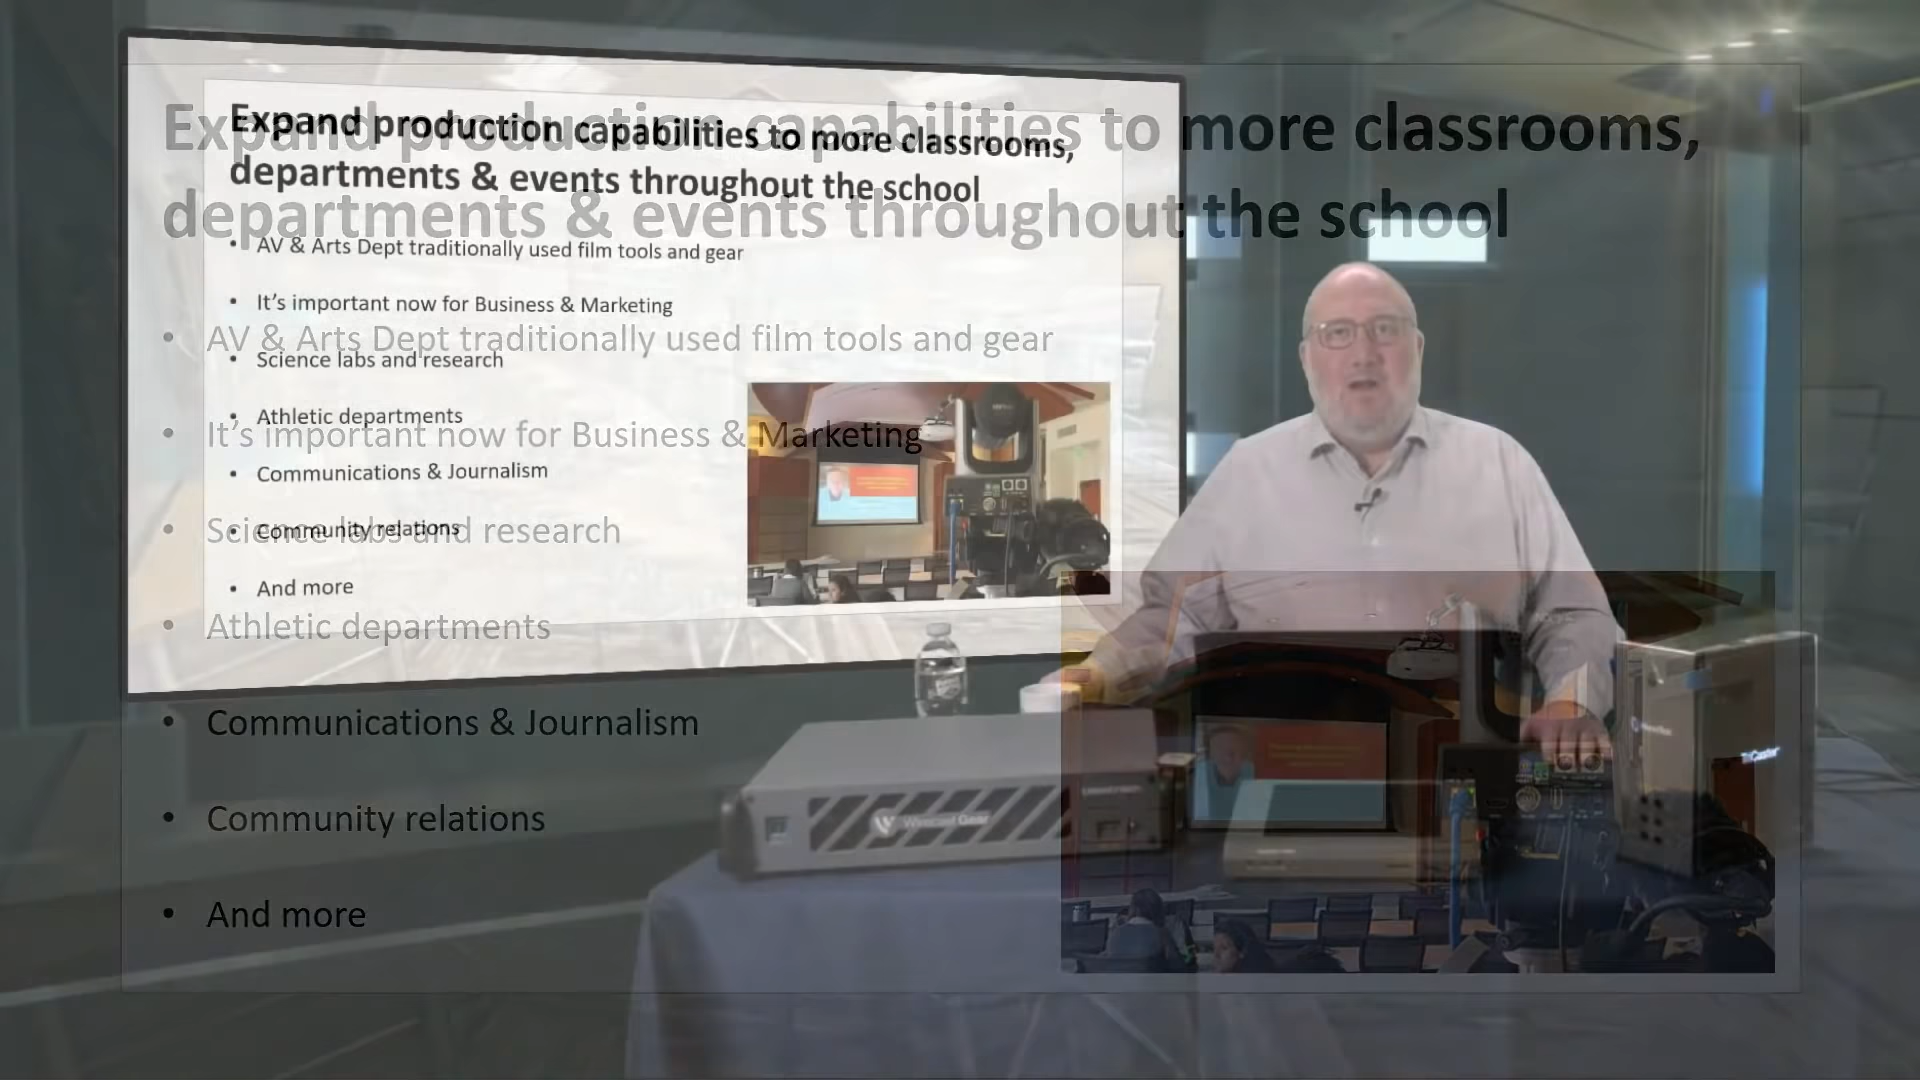 Expand production capabilities to more classrooms,
departments & events throughout the school
• AV & Arts Dept traditionally used film tools and gear
• It's important now for Business & Marketing
• Science labs and research
• Athletic departments
• Communications & Journalism
• Community relations
• And more
Expand production capabilities to more classrooms,
departments & events throughout the school
• AV & Arts Dept traditionally used film tools and gear
• It's important now for Business & Marketing
• Science labs and research
• Athletic departments
• Communications & Journalism
• Community relations
• And more
Gear
TriCaster